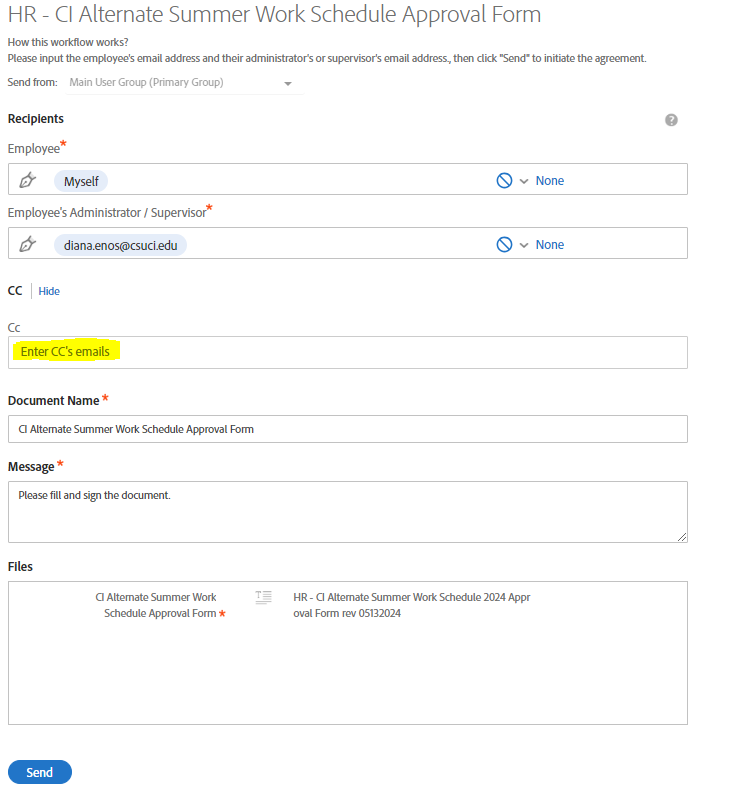 HR - CI Alternate Summer Work Schedule Approval Form
How this workflow works?
Please input the employee's email address and their administrator's or supervisor's email address., then click "Send" to initiate the agreement.
Send from: Main User Group (Primary Group)
Recipients
?
Employee*
Myself
None
Employee's Administrator / Supervisor*
diana.enos@csuci.edu
None
CC | Hide
Cc
Enter CC's emails
Document Name *
CI Alternate Summer Work Schedule Approval Form
Message *
Please fill and sign the document.
Files
CI Alternate Summer Work
Schedule Approval Form *
HR - CI Alternate Summer Work Schedule 2024 Appr
oval Form rev 05132024
Send